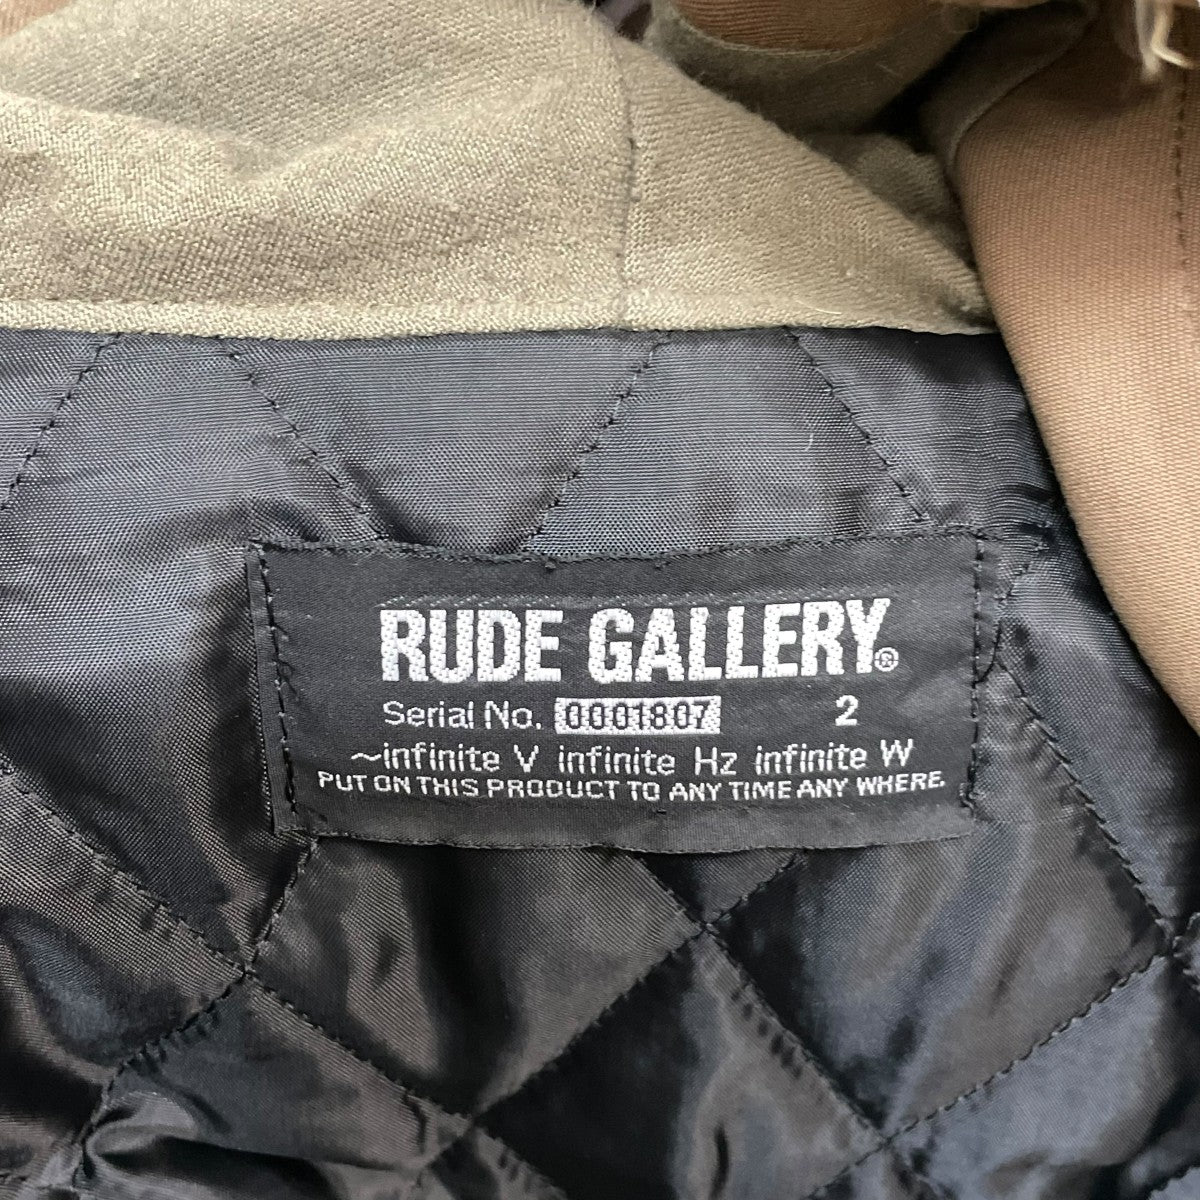 RUDE GALLERY®
Serial No. 0001807 2
~infinite V infinite Hz infinite W
PUT ON THIS PRODUCT TO ANY TIME ANY WHERE.